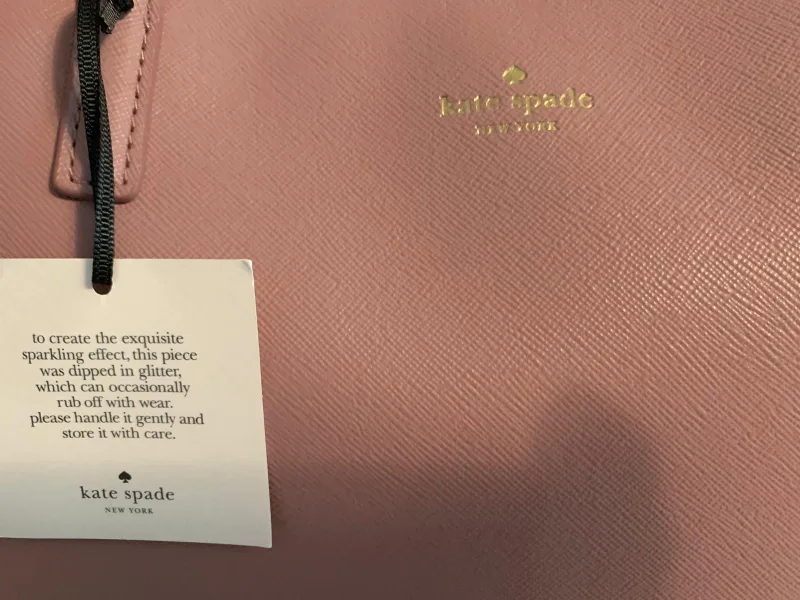 kate spade
NEW YORK
to create the exquisite
sparkling effect, this piece
was dipped in glitter,
which can occasionally
rub off with wear.
please handle it gently and
store it with care.
kate spade
NEW YORK